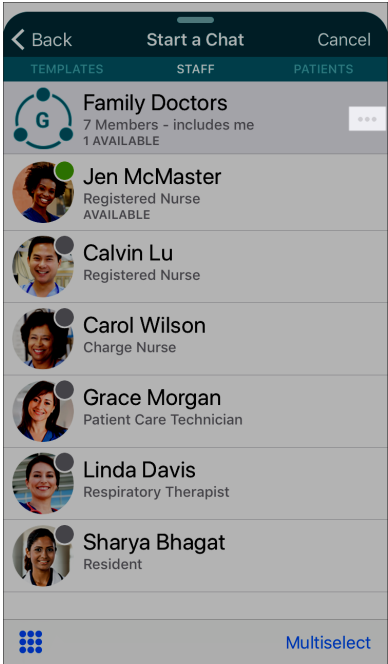 Back Start a Chat Cancel
TEMPLATES STAFF PATIENTS
G
Family Doctors
7 Members - includes me
1 AVAILABLE
Jen McMaster
Registered Nurse
AVAILABLE
Calvin Lu
Registered Nurse
Carol Wilson
Charge Nurse
Grace Morgan
Patient Care Technician
Linda Davis
Respiratory Therapist
Sharya Bhagat
Resident
Multiselect